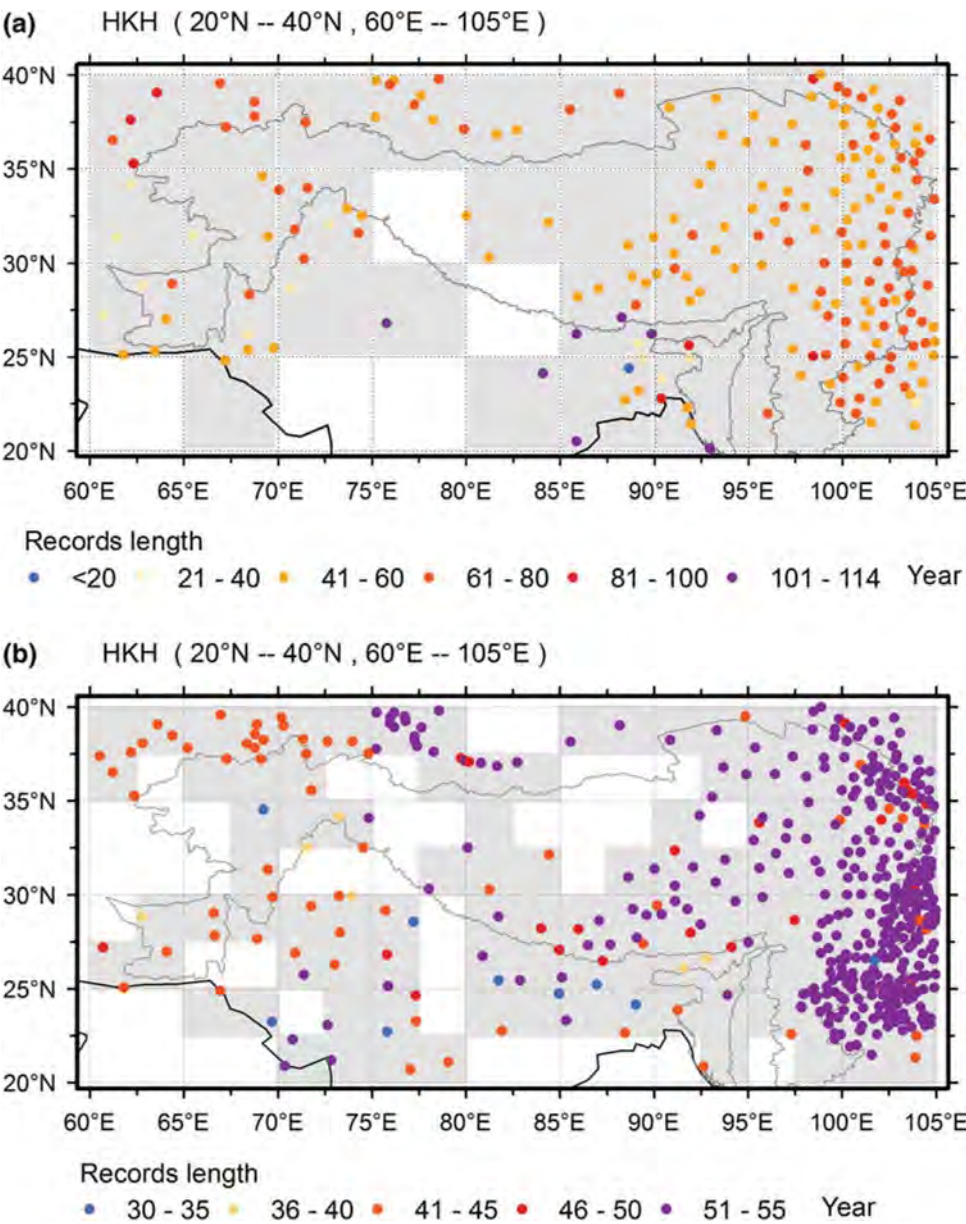 (a) HKH ( 20°N -- 40°N , 60°E -- 105°E )
40°N
35°N
30°N
25°N
20°N
60°E 65°E 70°E 75°E 80°E 85°E 90°E 95°E 100°E 105°E
Records length
<20 21 - 40 41 - 60 61 - 80 81 - 100 101 - 114 Year
(b) HKH ( 20°N -- 40°N , 60°E -- 105°E )
40°N
35°N
30°N
25°N
20°N
60°E 65°E 70°E 75°E 80°E 85°E 90°E 95°E 100°E 105°E
Records length
30 - 35 36 - 40 41 - 45 46 - 50 51 - 55 Year